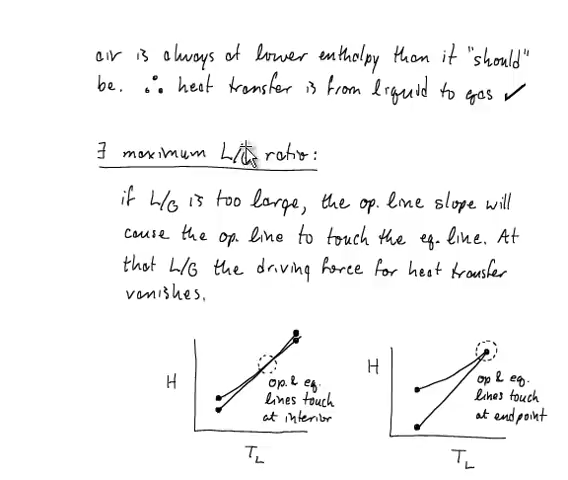 air is always at lower enthalpy than it "should"
be. ∴ heat transfer is from liquid to gas ✓
∃ maximum L/G ratio:
if L/G is too large, the op. line slope will
cause the op. line to touch the eq. line. At
that L/G the driving force for heat transfer
vanishes.
H
op. & eq.
lines touch
at interior
T_L
H
op & eq.
lines touch
at endpoint
T_L